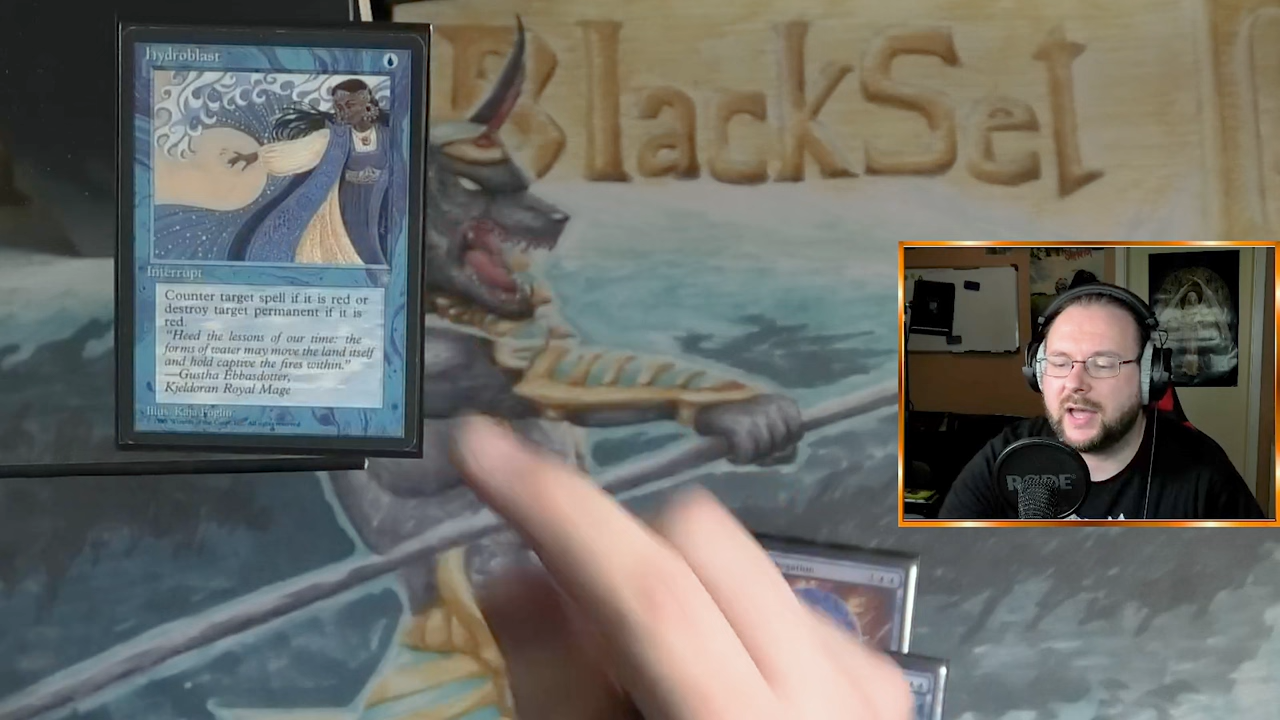 Hydroblast
BlackSet
Interrupt
Counter target spell if it is red or
destroy target permanent if it is
red.
"Heed the lessons of our time: the
forms of water may move the land itself
and hold captive the fires within."
—Gustha Ebbasdotter,
Kjeldoran Royal Mage
Illus. Kaja Foglio
RØDE